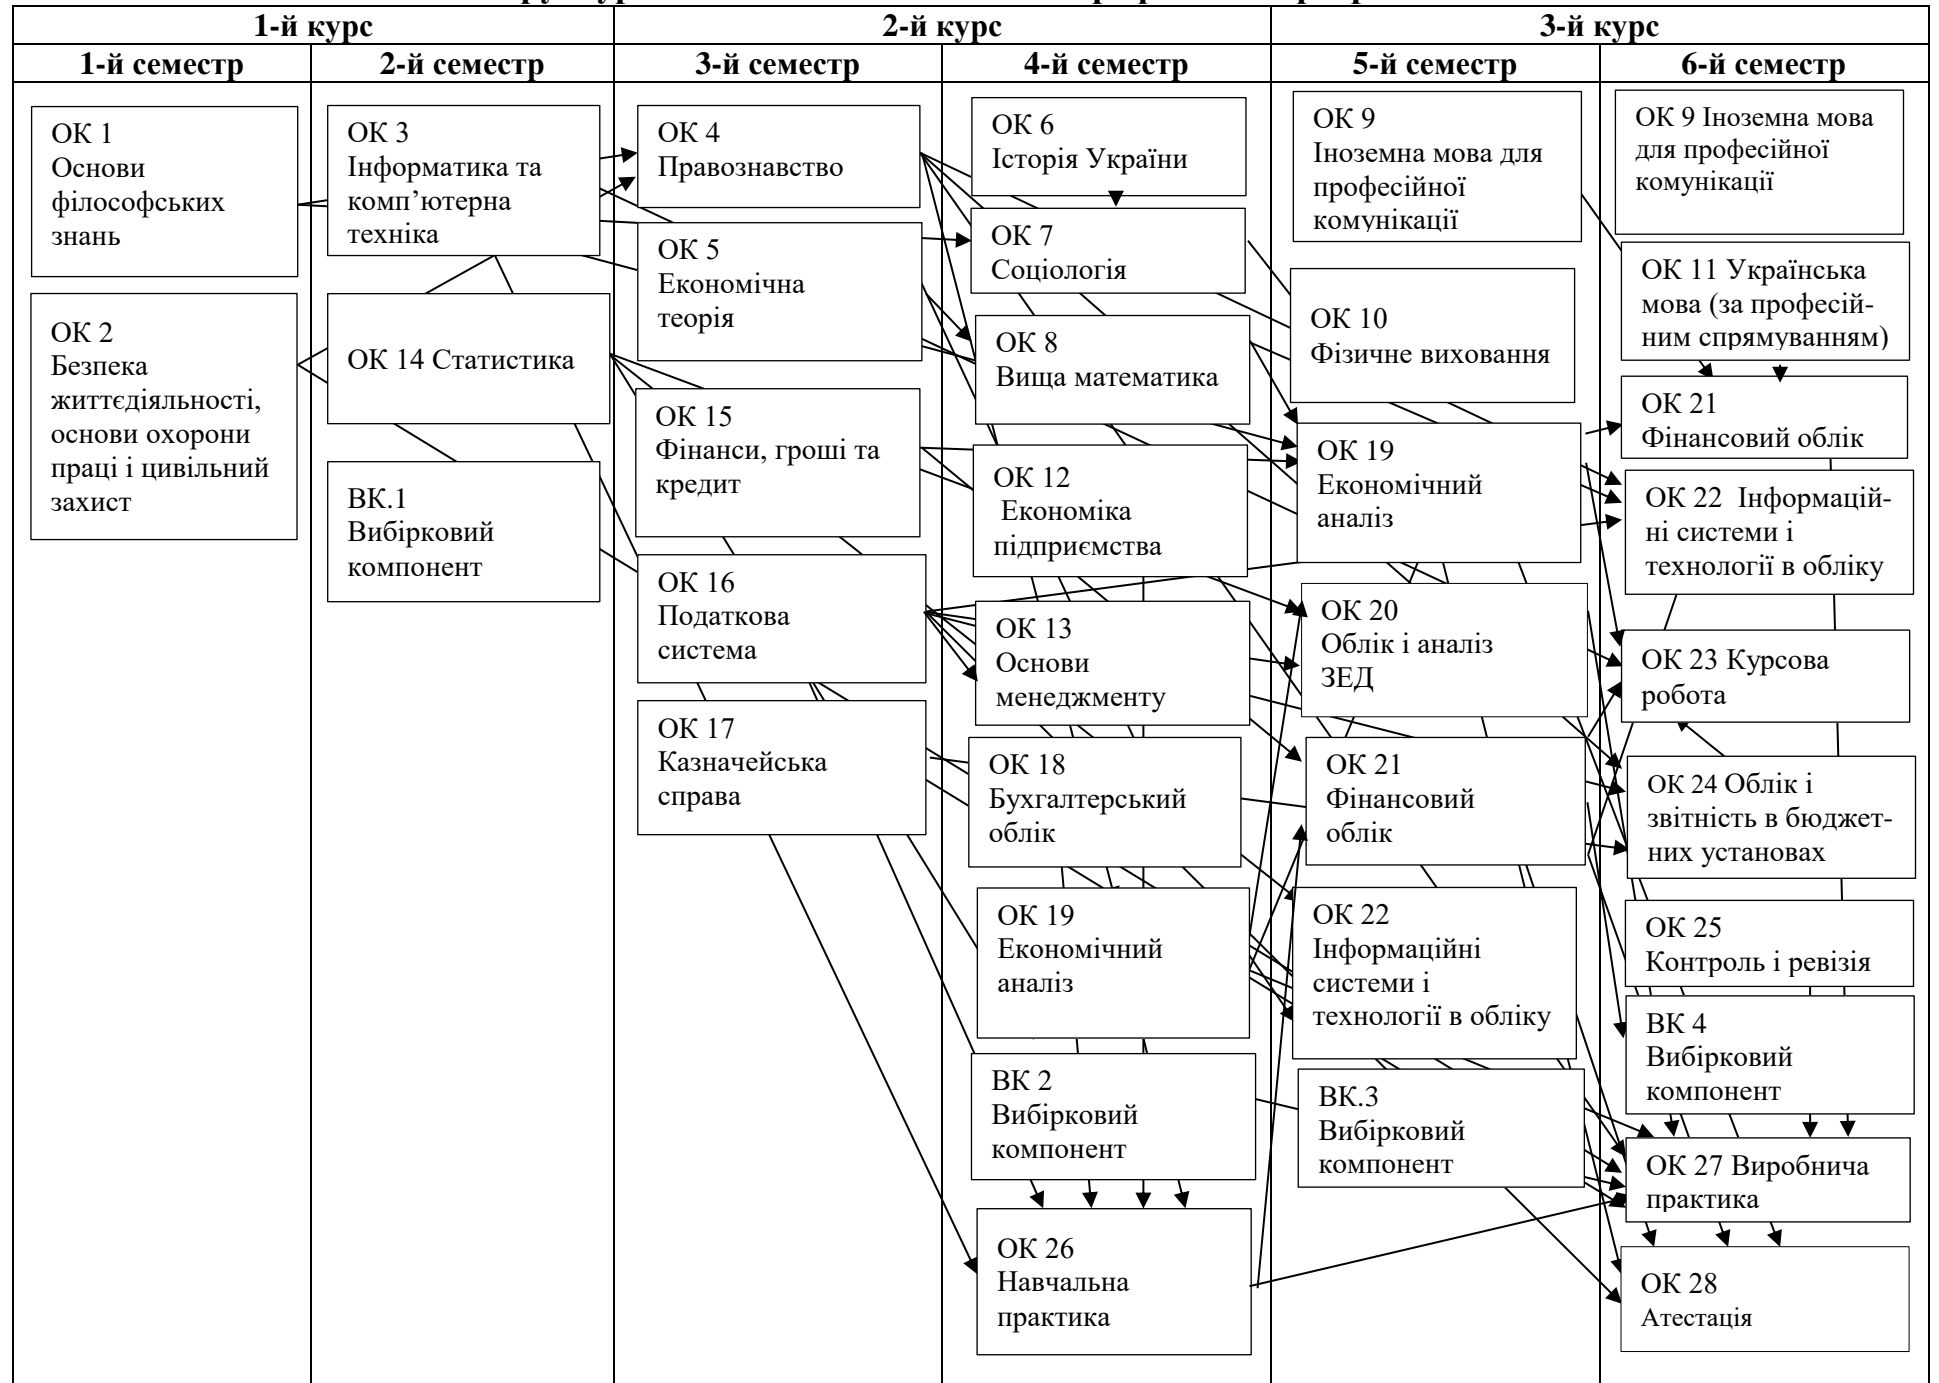 1-й курс
2-й курс
3-й курс
1-й семестр
2-й семестр
3-й семестр
4-й семестр
5-й семестр
6-й семестр
ОК 1
Основи
філософських
знань
ОК 2
Безпека
життєдіяльності,
основи охорони
праці і цивільний
захист
ОК 3
Інформатика та
комп’ютерна
техніка
ОК 14 Статистика
ВК.1
Вибірковий
компонент
ОК 4
Правознавство
ОК 5
Економічна
теорія
ОК 15
Фінанси, гроші та
кредит
ОК 16
Податкова
система
ОК 17
Казначейська
справа
ОК 6
Історія України
ОК 7
Соціологія
ОК 8
Вища математика
ОК 12
Економіка
підприємства
ОК 13
Основи
менеджменту
ОК 18
Бухгалтерський
облік
ОК 19
Економічний
аналіз
ВК 2
Вибірковий
компонент
ОК 26
Навчальна
практика
ОК 9
Іноземна мова для
професійної
комунікації
ОК 10
Фізичне виховання
ОК 19
Економічний
аналіз
ОК 20
Облік і аналіз
ЗЕД
ОК 21
Фінансовий
облік
ОК 22
Інформаційні
системи і
технології в обліку
ВК.3
Вибірковий
компонент
ОК 9 Іноземна мова
для професійної
комунікації
ОК 11 Українська
мова (за професій-
ним спрямуванням)
ОК 21
Фінансовий облік
ОК 22 Інформацій-
ні системи і
технології в обліку
ОК 23 Курсова
робота
ОК 24 Облік і
звітність в бюджет-
них установах
ОК 25
Контроль і ревізія
ВК 4
Вибірковий
компонент
ОК 27 Виробнича
практика
ОК 28
Атестація